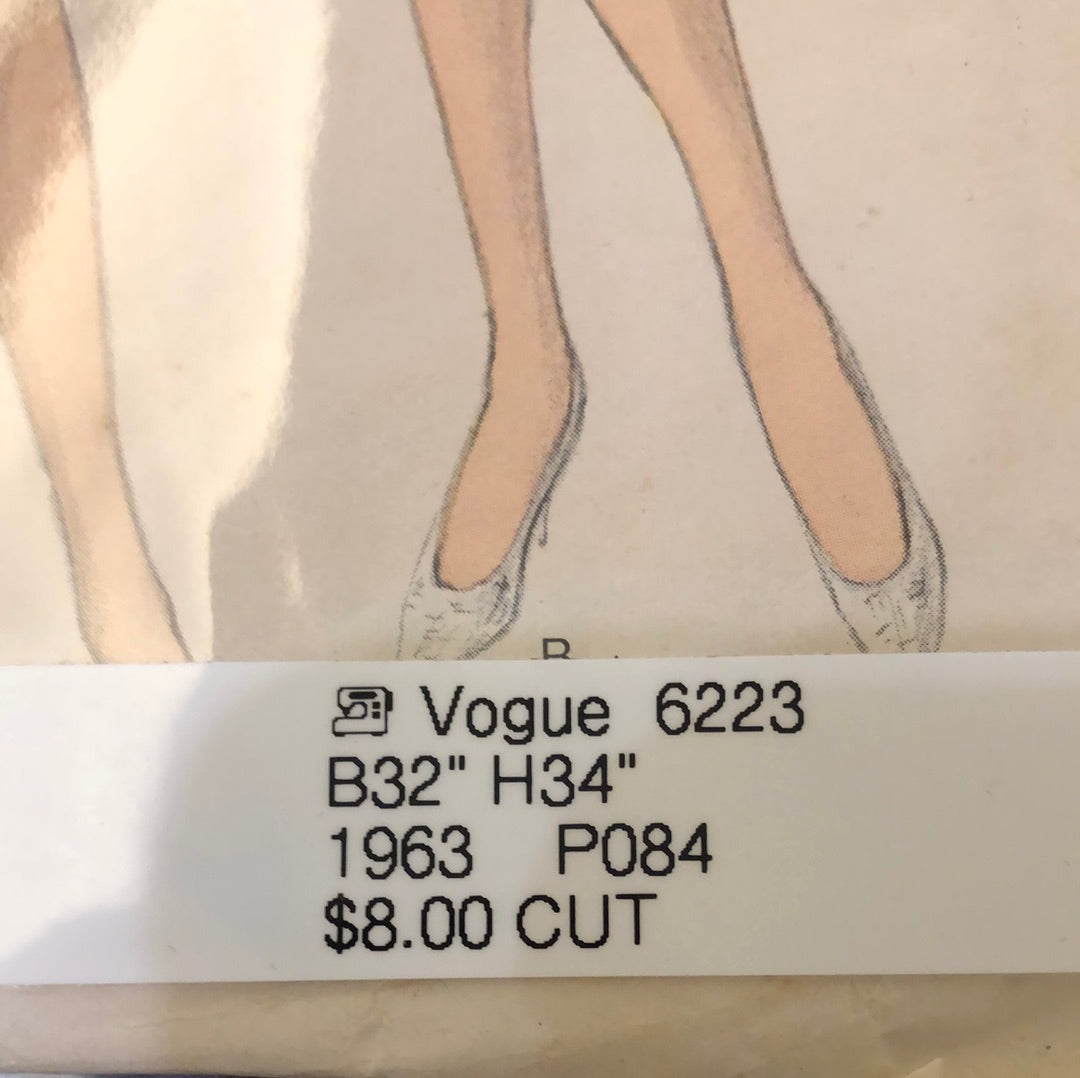 B
Vogue 6223
B32" H34"
1963 P084
$8.00 CUT